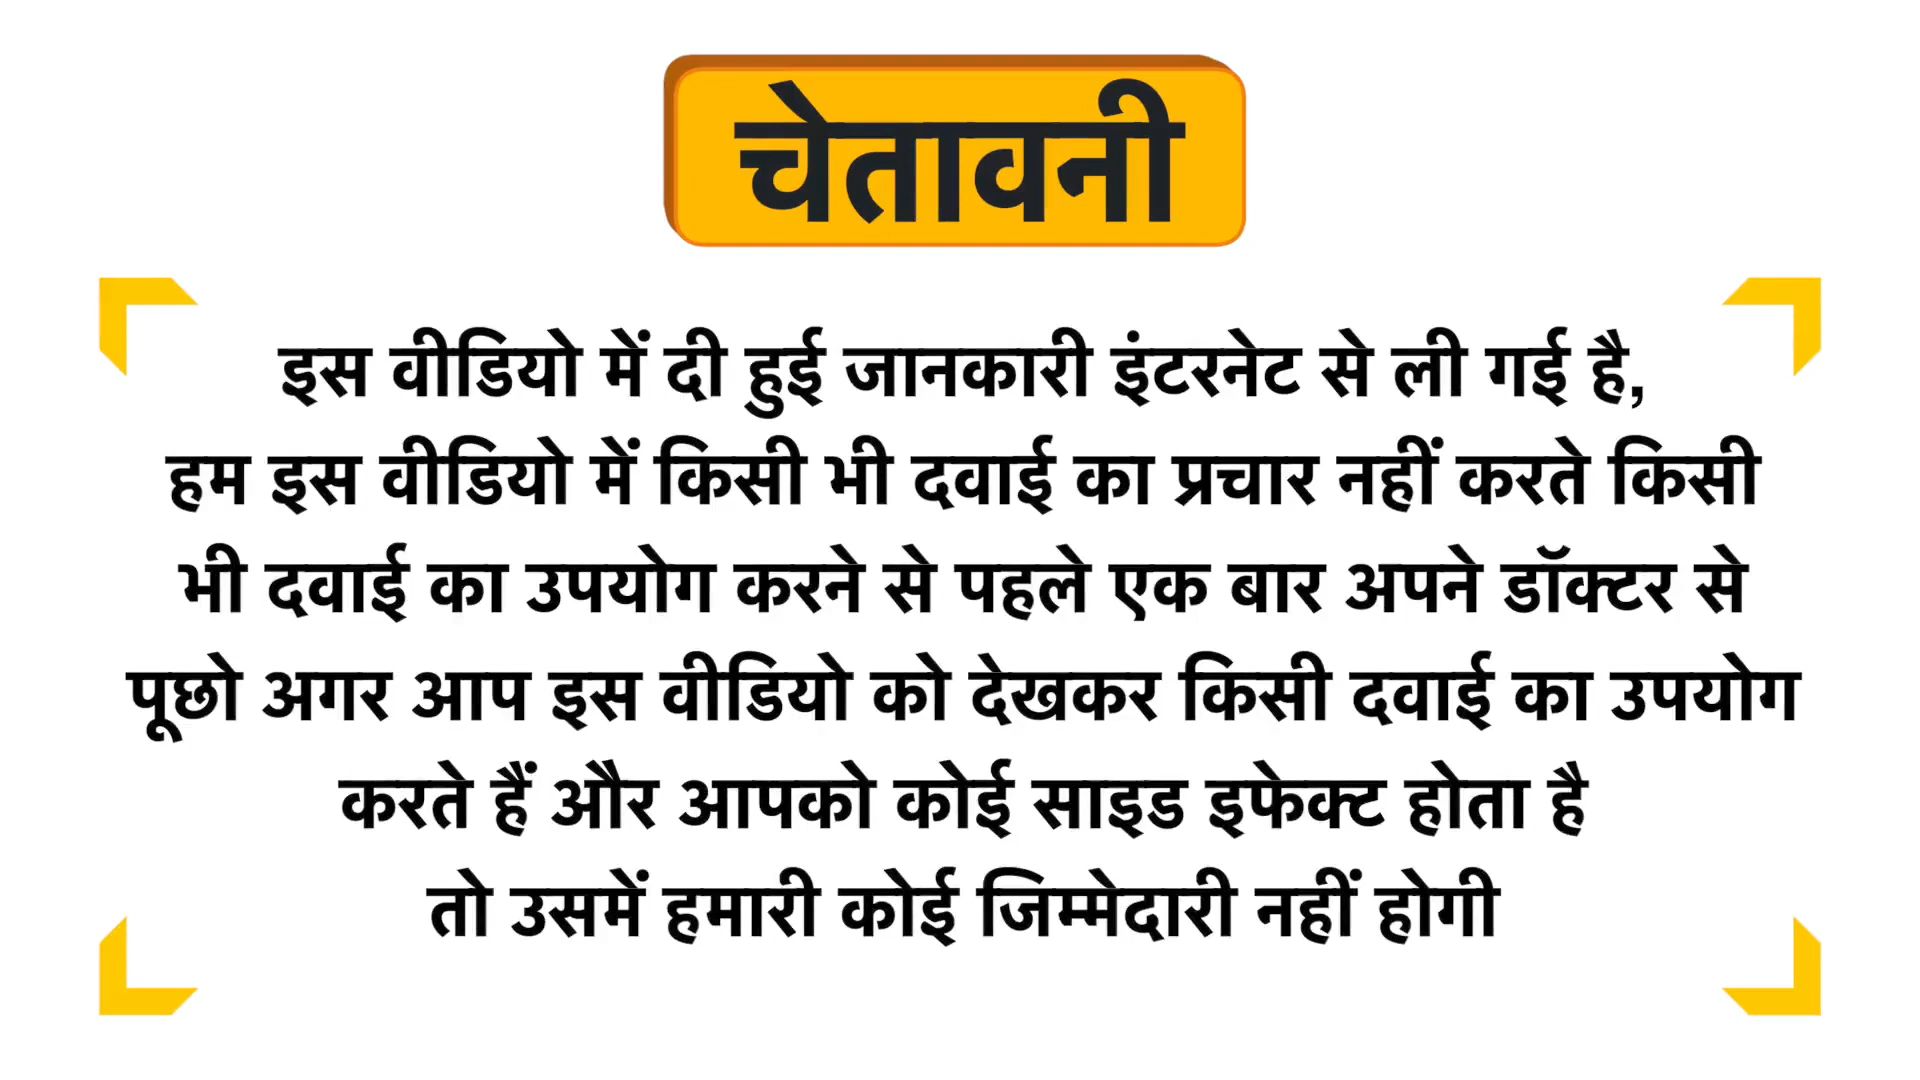 चेतावनी
इस वीडियो में दी हुई जानकारी इंटरनेट से ली गई है,
हम इस वीडियो में किसी भी दवाई का प्रचार नहीं करते किसी
भी दवाई का उपयोग करने से पहले एक बार अपने डॉक्टर से
पूछो अगर आप इस वीडियो को देखकर किसी दवाई का उपयोग
करते हैं और आपको कोई साइड इफेक्ट होता है
तो उसमें हमारी कोई जिम्मेदारी नहीं होगी